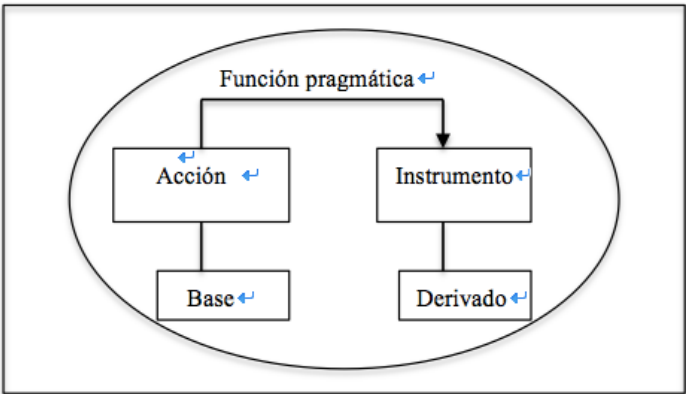 Función pragmática
Acción Instrumento
Base Derivado